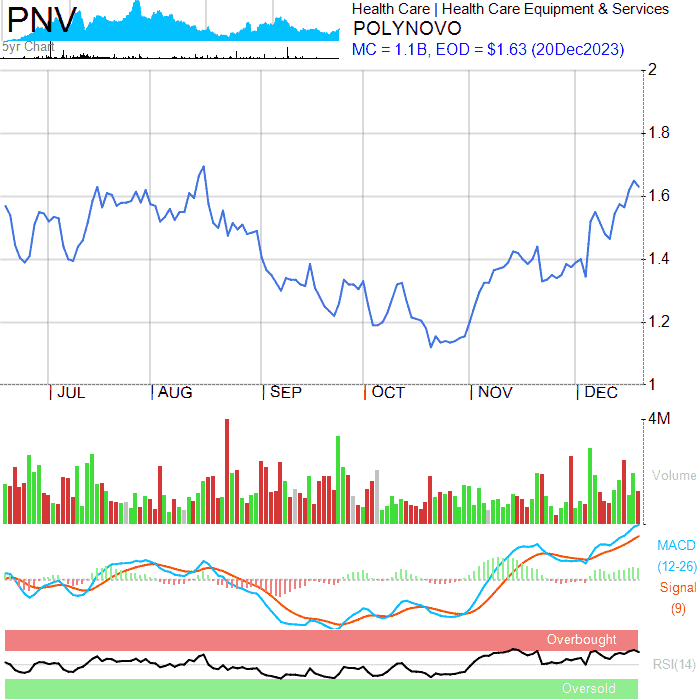 PNV
5yr Chart
Health Care | Health Care Equipment & Services
POLYNOVO
MC = 1.1B, EOD = $1.63 (20Dec2023)
2
1.8
1.6
1.4
1.2
1
JUL
AUG
SEP
OCT
NOV
DEC
4M
Volume
MACD
(12-26)
Signal
(9)
Overbought
RSI(14)
Oversold